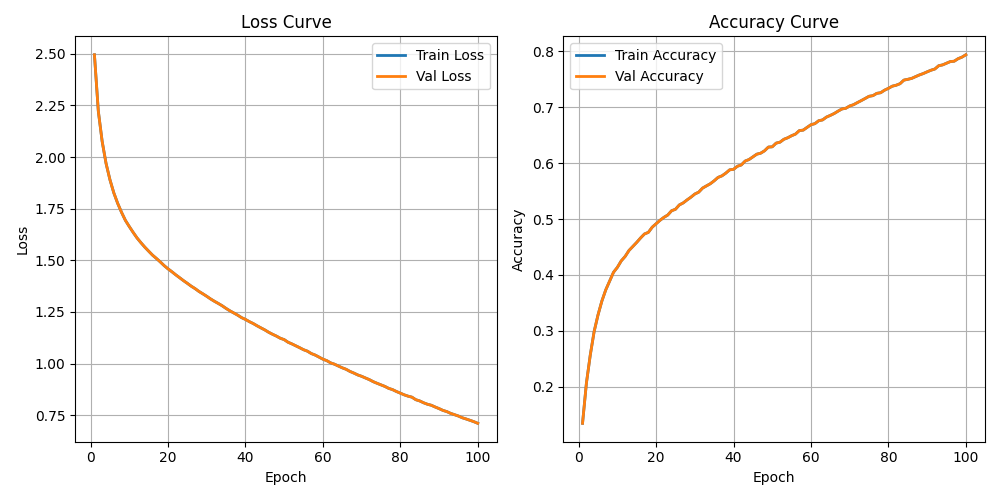 Loss Curve
2.50
2.25
2.00
1.75
1.50
1.25
1.00
0.75
Loss
0 20 40 60 80 100
Epoch
Train Loss
Val Loss
Accuracy Curve
0.8
0.7
0.6
0.5
0.4
0.3
0.2
Accuracy
0 20 40 60 80 100
Epoch
Train Accuracy
Val Accuracy